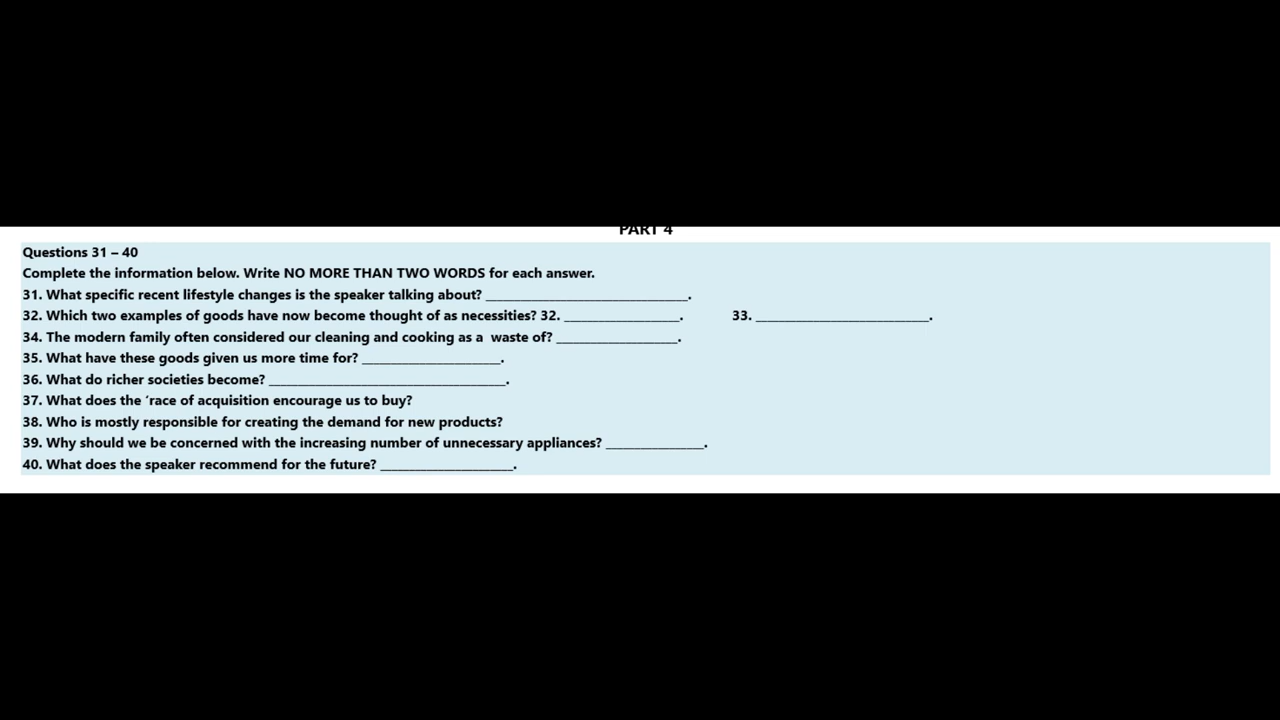 PART 4
Questions 31 – 40
Complete the information below. Write NO MORE THAN TWO WORDS for each answer.
31. What specific recent lifestyle changes is the speaker talking about? ______________________________.
32. Which two examples of goods have now become thought of as necessities? 32. _________________. 33. __________________________.
34. The modern family often considered our cleaning and cooking as a  waste of? __________________.
35. What have these goods given us more time for? _____________________.
36. What do richer societies become? ___________________________________.
37. What does the ‘race of acquisition encourage us to buy?
38. Who is mostly responsible for creating the demand for new products?
39. Why should we be concerned with the increasing number of unnecessary appliances? ______________.
40. What does the speaker recommend for the future? ____________________.